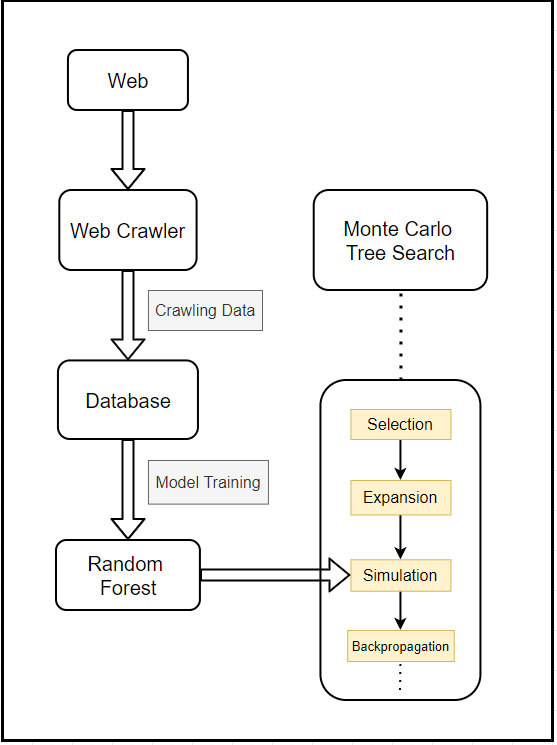 Web
Web Crawler
Crawling Data
Database
Model Training
Random
Forest
Monte Carlo
Tree Search
Selection
Expansion
Simulation
Backpropagation